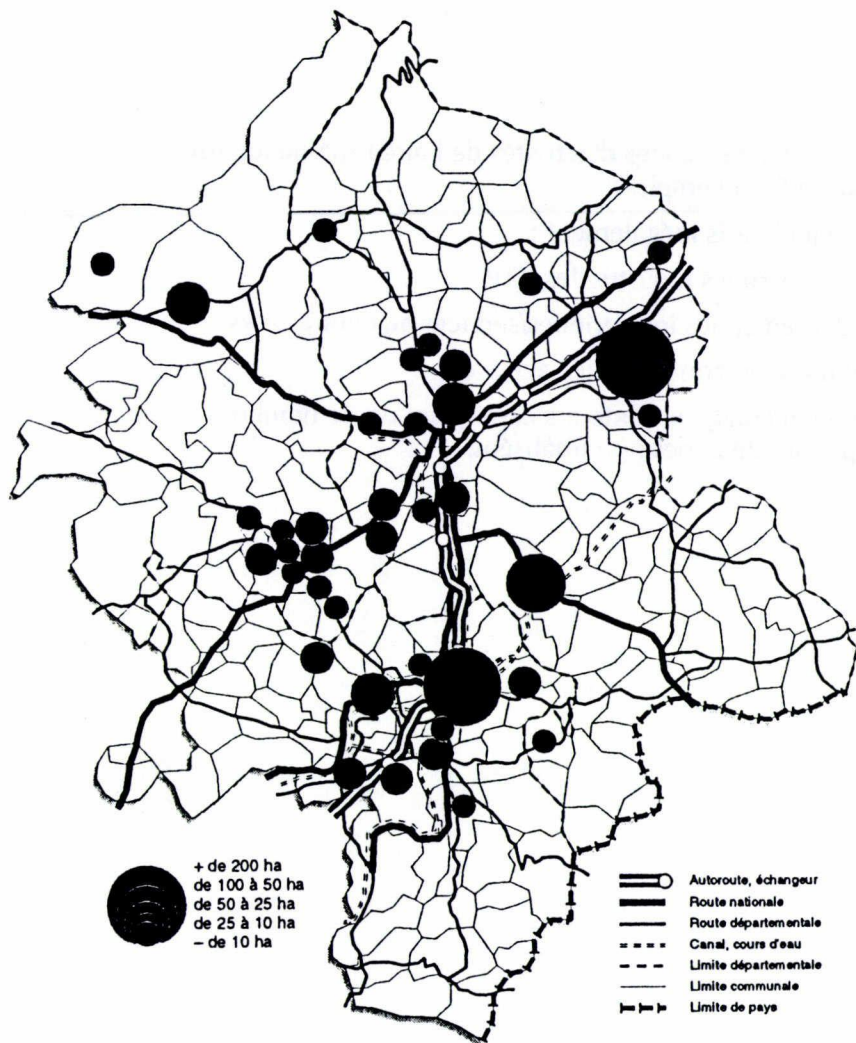 + de 200 ha
de 100 à 50 ha
de 50 à 25 ha
de 25 à 10 ha
– de 10 ha
Autoroute, échangeur
Route nationale
Route départementale
Canal, cours d'eau
Limite départementale
Limite communale
Limite de pays